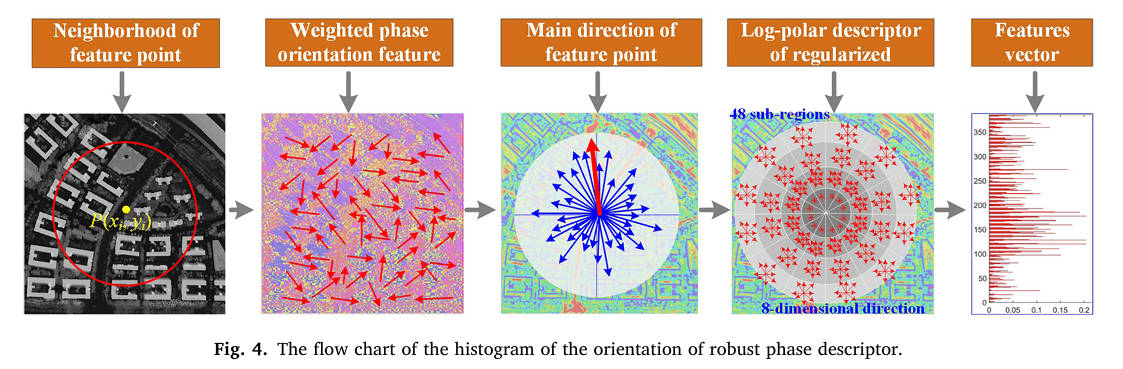 Neighborhood of
feature point
Weighted phase
orientation feature
Main direction of
feature point
Log-polar descriptor
of regularized
Features
vector
P(xi, yi)
48 sub-regions
8-dimensional direction
350
300
250
200
150
100
50
0
0 0.05 0.1 0.15 0.2
Fig. 4. The flow chart of the histogram of the orientation of robust phase descriptor.